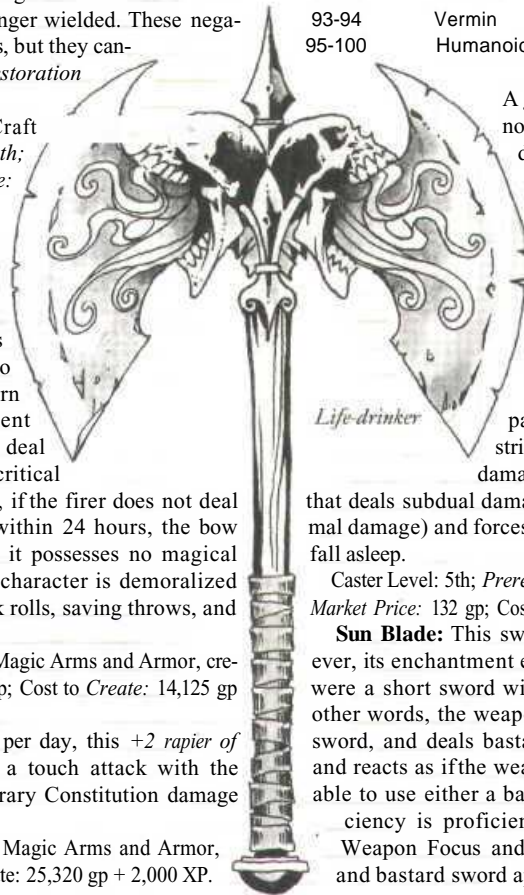 nger wielded. These nega-
s, but they can-
storation
Craft
th;
e:
s
o
rn
ent
deal
critical
, if the firer does not deal
within 24 hours, the bow
it possesses no magical
character is demoralized
k rolls, saving throws, and
Magic Arms and Armor, cre-
p; Cost to Create: 14,125 gp
per day, this +2 rapier of
a touch attack with the
rary Constitution damage
Magic Arms and Armor,
te: 25,320 gp + 2,000 XP.
Life-drinker
93-94 Vermin
95-100 Humanoid
A
no
d
pa
stri
dama
that deals subdual dama
mal damage) and forces
fall asleep.
Caster Level: 5th; Prere
Market Price: 132 gp; Cos
Sun Blade: This sw
ever, its enchantment e
were a short sword wi
other words, the weap
sword, and deals basta
and reacts as if the wea
able to use either a ba
ciency is proficien
Weapon Focus and
and bastard sword a